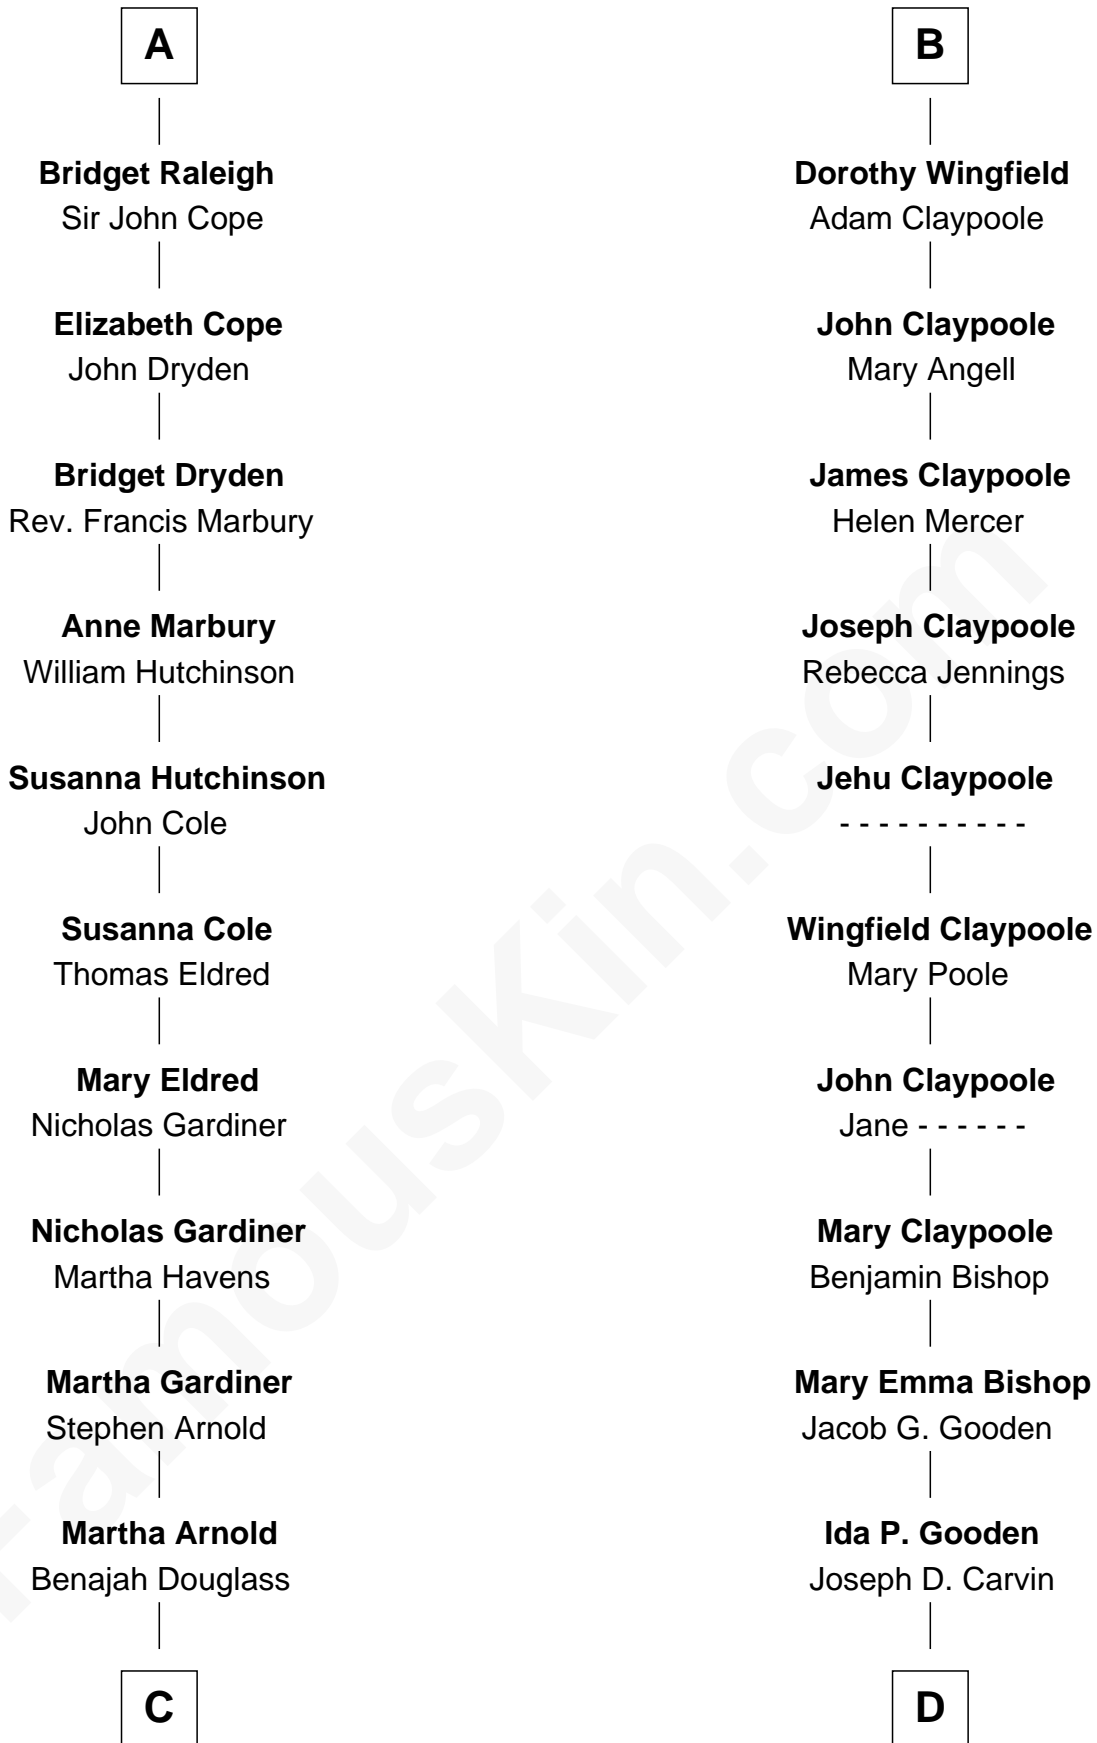 A
Bridget Raleigh
Sir John Cope
Elizabeth Cope
John Dryden
Bridget Dryden
Rev. Francis Marbury
Anne Marbury
William Hutchinson
Susanna Hutchinson
John Cole
Susanna Cole
Thomas Eldred
Mary Eldred
Nicholas Gardiner
Nicholas Gardiner
Martha Havens
Martha Gardiner
Stephen Arnold
Martha Arnold
Benajah Douglass
C
B
Dorothy Wingfield
Adam Claypoole
John Claypoole
Mary Angell
James Claypoole
Helen Mercer
Joseph Claypoole
Rebecca Jennings
Jehu Claypoole
- - - - - - - - - -
Wingfield Claypoole
Mary Poole
John Claypoole
Jane - - - - - -
Mary Claypoole
Benjamin Bishop
Mary Emma Bishop
Jacob G. Gooden
Ida P. Gooden
Joseph D. Carvin
D
FamousKin.com